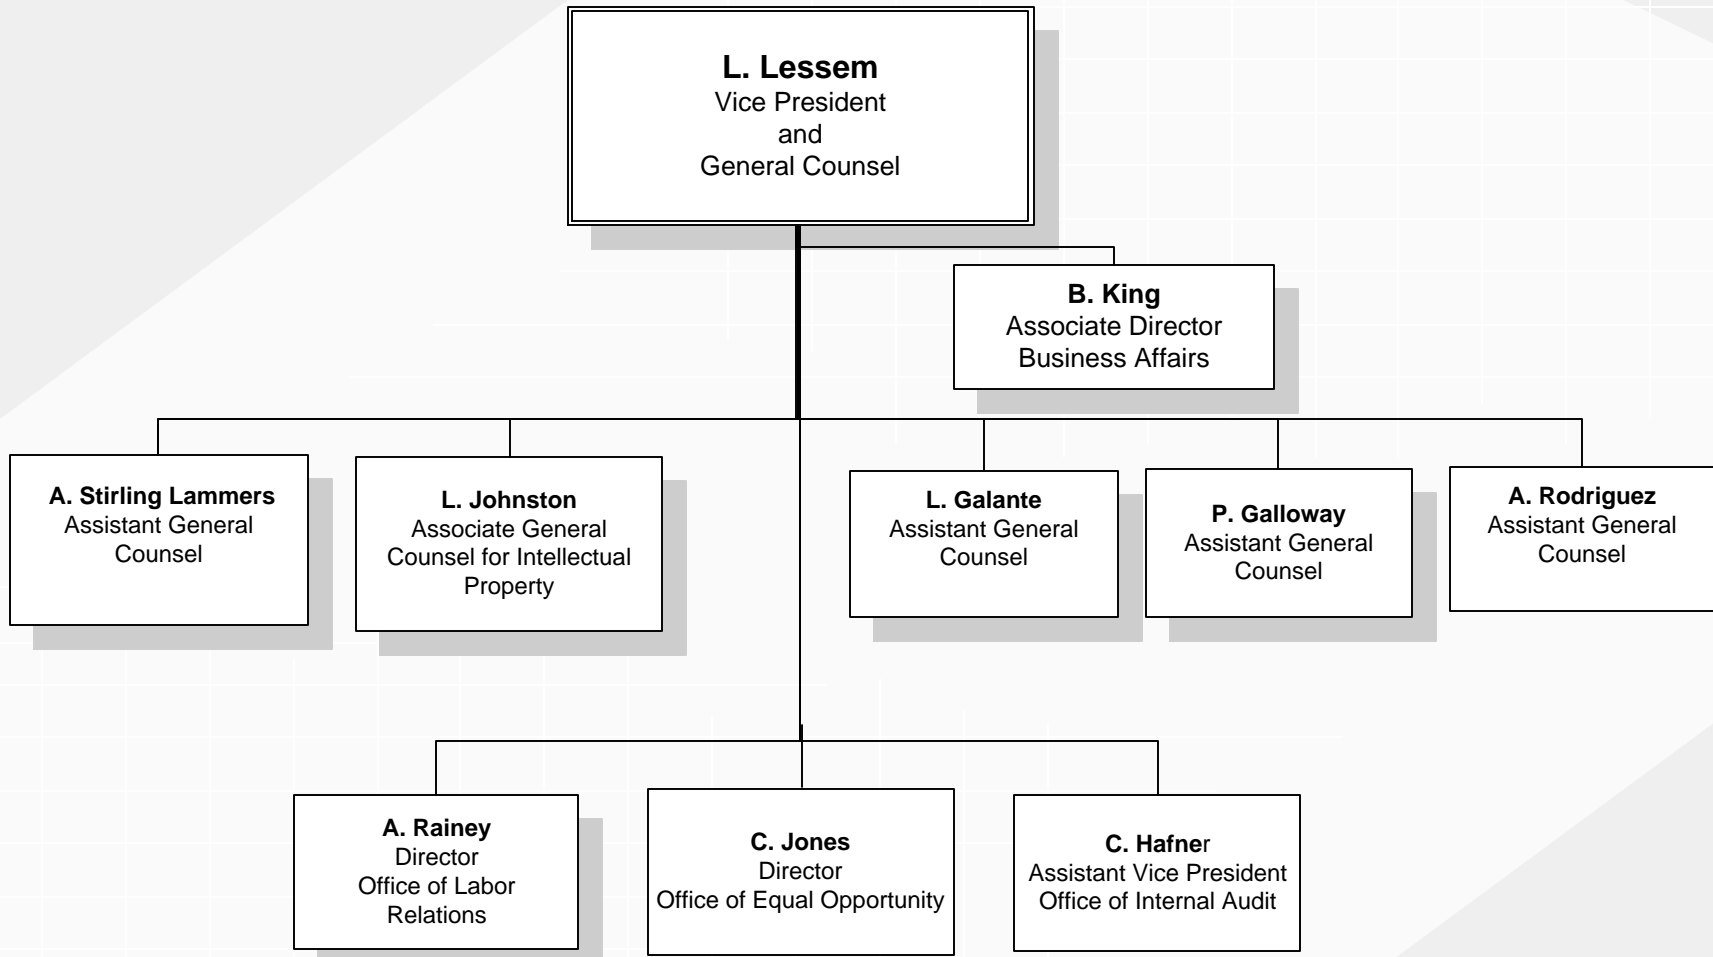 L. Lessem
Vice President
and
General Counsel
B. King
Associate Director
Business Affairs
A. Stirling Lammers
Assistant General
Counsel
L. Johnston
Associate General
Counsel for Intellectual
Property
L. Galante
Assistant General
Counsel
P. Galloway
Assistant General
Counsel
A. Rodriguez
Assistant General
Counsel
A. Rainey
Director
Office of Labor
Relations
C. Jones
Director
Office of Equal Opportunity
C. Hafner
Assistant Vice President
Office of Internal Audit